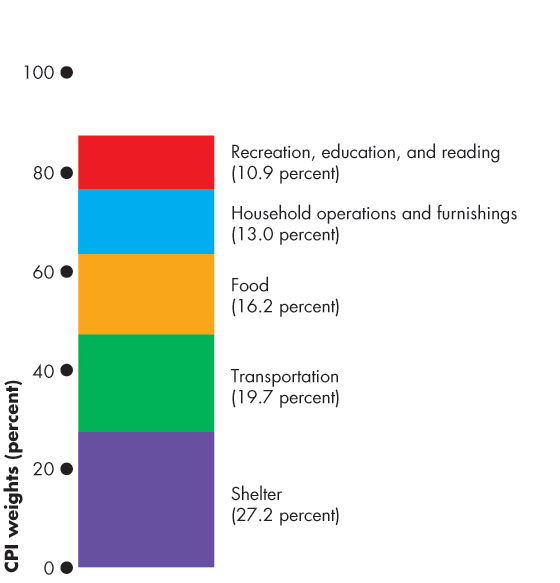 100
Recreation, education, and reading
(10.9 percent)
80
Household operations and furnishings
(13.0 percent)
60
Food
(16.2 percent)
40
Transportation
(19.7 percent)
20
Shelter
(27.2 percent)
0
CPI weights (percent)